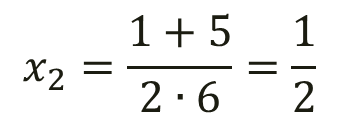 x₂ = (1 + 5)/(2 · 6) = 1/2